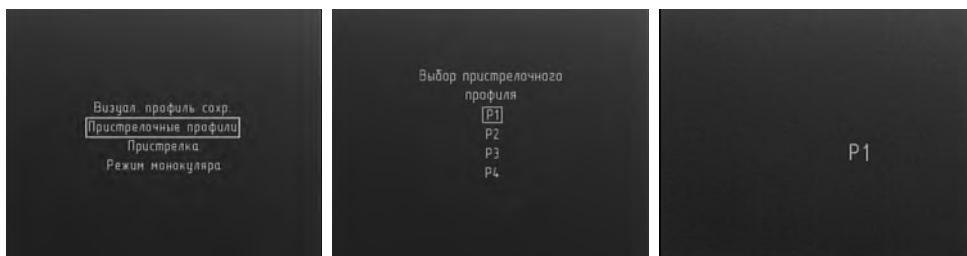 Визуал. профиль сохр.
Пристрелочные профили
Пристрелка
Режим монокуляра
Выбор пристрелочного
профиля
P1
P2
P3
P4
P1